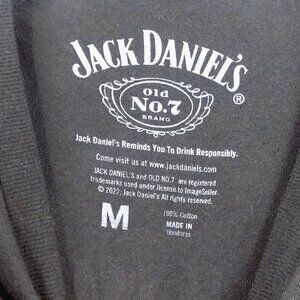 JACK DANIEL'S
Old
No.7
BRAND
®
Jack Daniel's Reminds You To Drink Responsibly.
Come visit us at www.jackdaniels.com
JACK DANIEL'S and OLD NO.7 are registered
trademarks used under license to ImageSeller.
© 2022. Jack Daniel's All rights reserved.
M
100% Cotton
MADE IN
Honduras